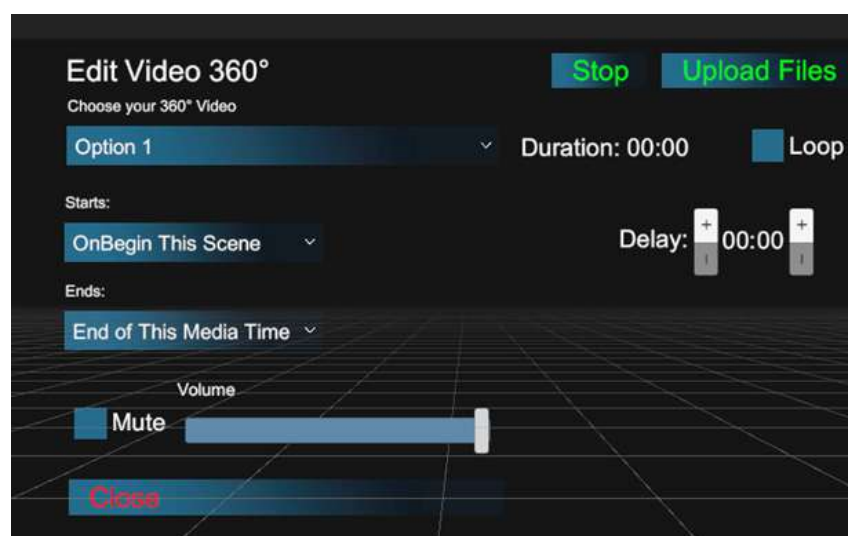 Edit Video 360°
Stop
Upload Files
Choose your 360° Video
Option 1
Duration: 00:00
Loop
Starts:
OnBegin This Scene
Delay:
+
00:00
+
Ends:
End of This Media Time
Volume
Mute
Close